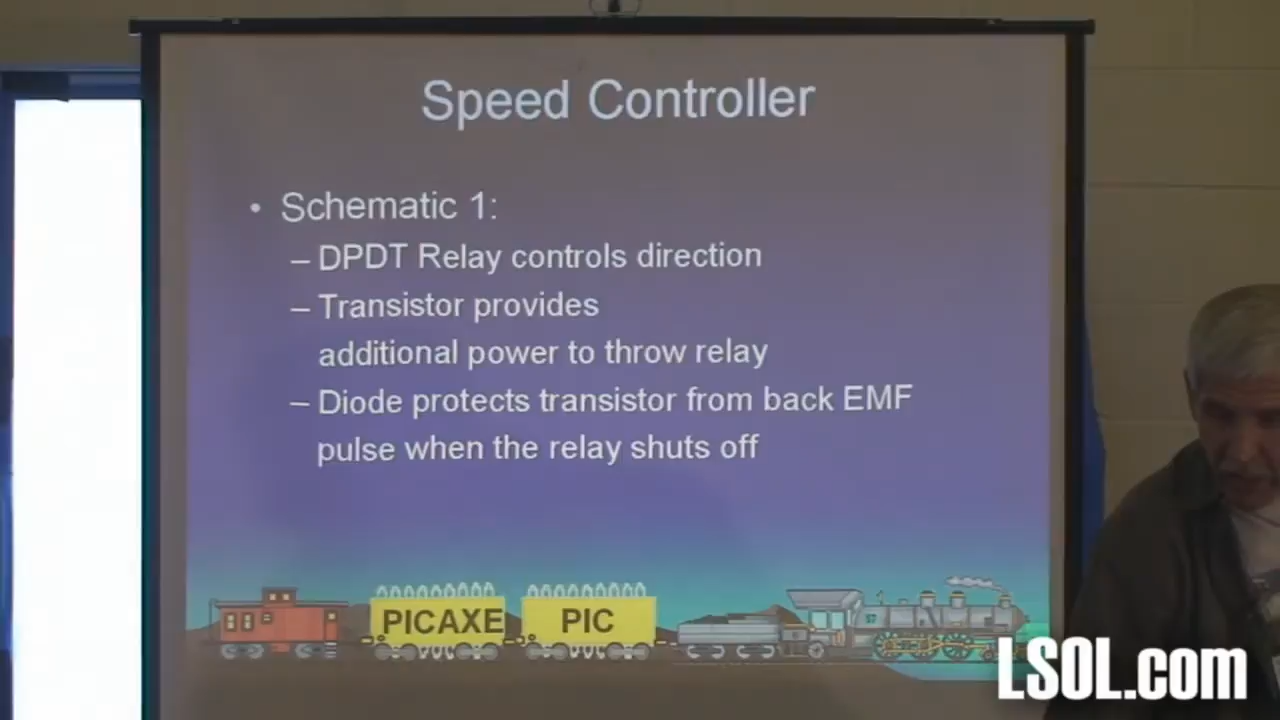 Speed Controller
• Schematic 1:
– DPDT Relay controls direction
– Transistor provides
additional power to throw relay
– Diode protects transistor from back EMF
pulse when the relay shuts off
PICAXE PIC
LSOL.com